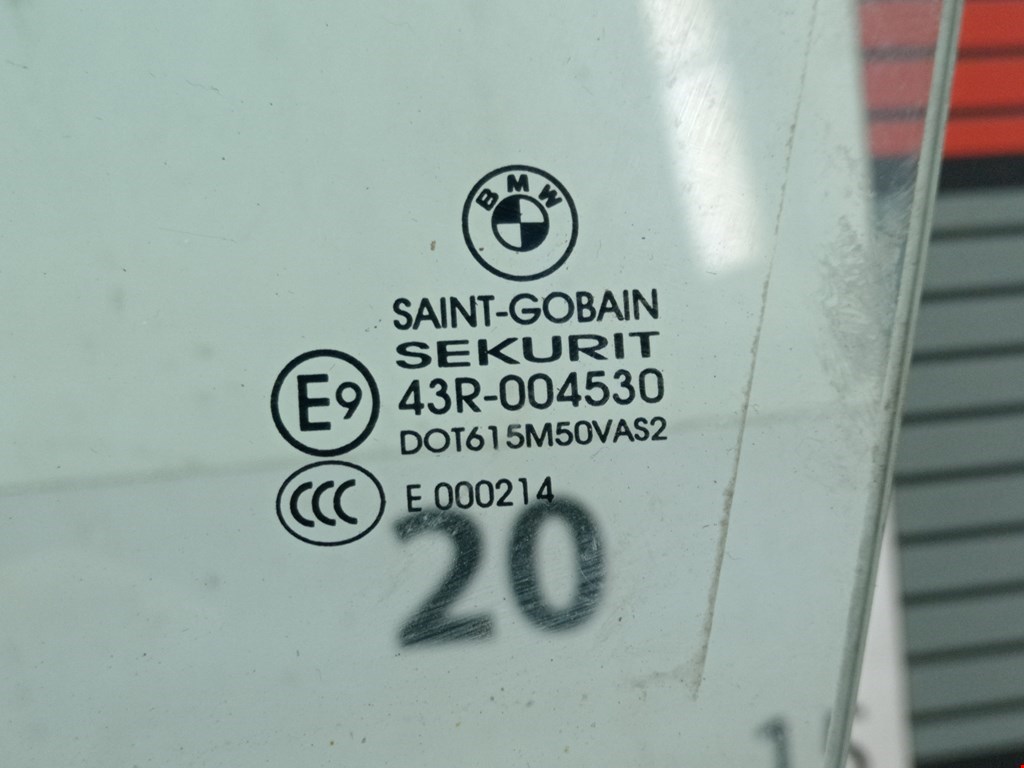 BMW
SAINT-GOBAIN
SEKURIT
E9
43R-004530
DOT615M50VAS2
CCC
E 000214
20